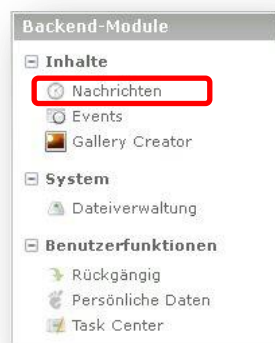 Backend-Module
Inhalte
Nachrichten
Events
Gallery Creator
System
Dateiverwaltung
Benutzerfunktionen
Rückgängig
Persönliche Daten
Task Center